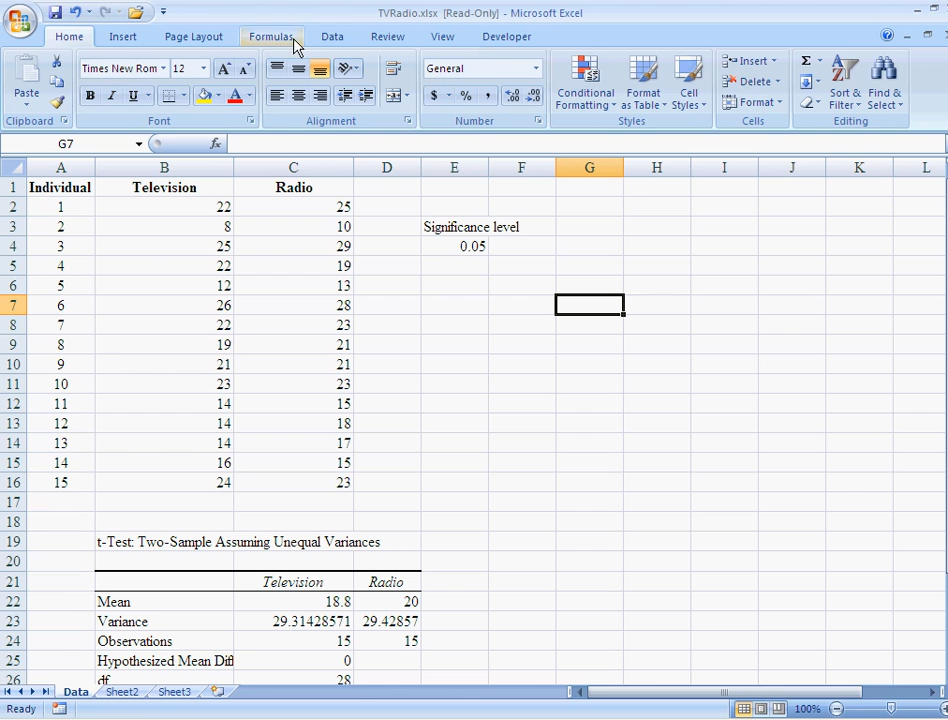 TVRadio.xlsx [Read-Only] - Microsoft Excel
Home Insert Page Layout Formulas Data Review View Developer
Paste
Clipboard
Times New Rom 12
B I U
Font
Alignment
General
$ % ,
Number
Conditional Formatting
Format as Table
Cell Styles
Styles
Insert
Delete
Format
Cells
Σ
Sort & Filter
Find & Select
Editing
G7 fx
A B C D E F G H I J K L
1 Individual Television Radio
2 1 22 25
3 2 8 10 Significance level
4 3 25 29 0.05
5 4 22 19
6 5 12 13
7 6 26 28
8 7 22 23
9 8 19 21
10 9 21 21
11 10 23 23
12 11 14 15
13 12 14 18
14 13 14 17
15 14 16 15
16 15 24 23
17
18
19 t-Test: Two-Sample Assuming Unequal Variances
20
21 Television Radio
22 Mean 18.8 20
23 Variance 29.31428571 29.42857
24 Observations 15 15
25 Hypothesized Mean Diff 0
26 df 28
Data Sheet2 Sheet3
Ready 100%